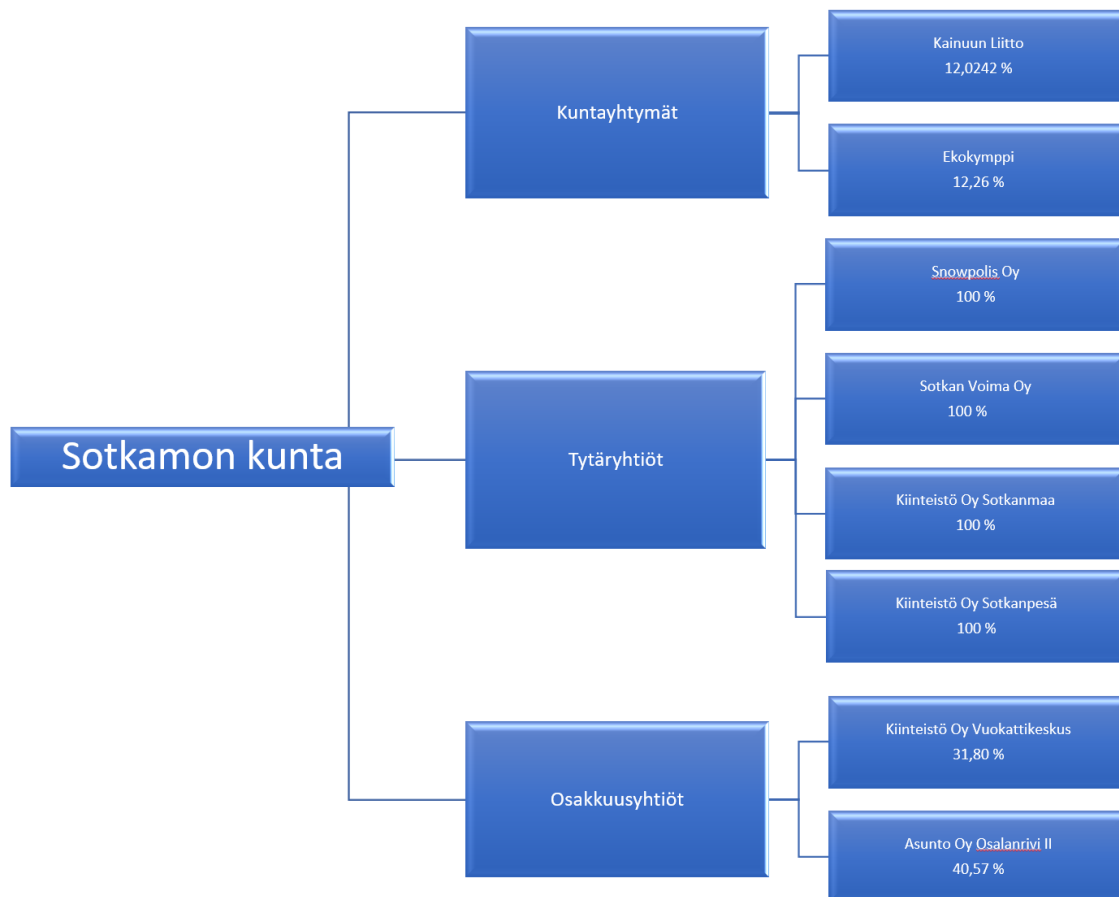 Sotkamon kunta
Kuntayhtymät
Kainuun Liitto
12,0242 %
Ekokymppi
12,26 %
Tytäryhtiöt
Snowpolis Oy
100 %
Sotkan Voima Oy
100 %
Kiinteistö Oy Sotkanmaa
100 %
Kiinteistö Oy Sotkanpesä
100 %
Osakkuusyhtiöt
Kiinteistö Oy Vuokattikeskus
31,80 %
Asunto Oy Osalanrivi II
40,57 %